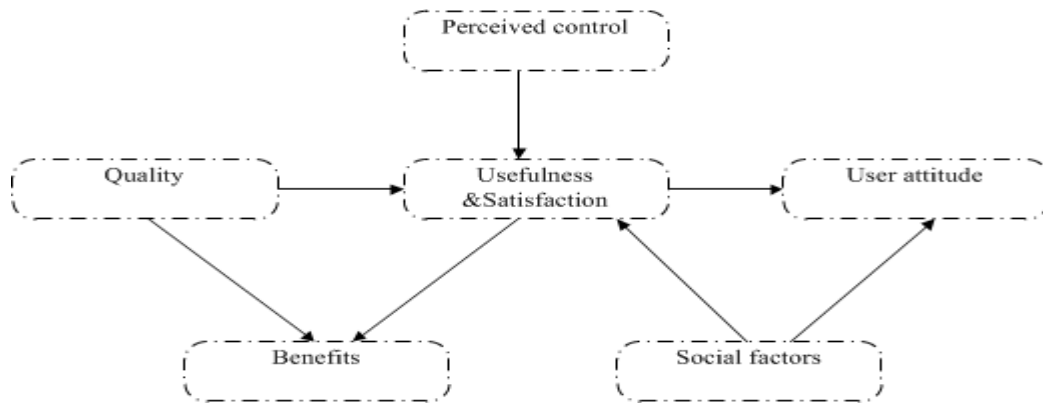 Perceived control
Quality
Usefulness
&Satisfaction
User attitude
Benefits
Social factors